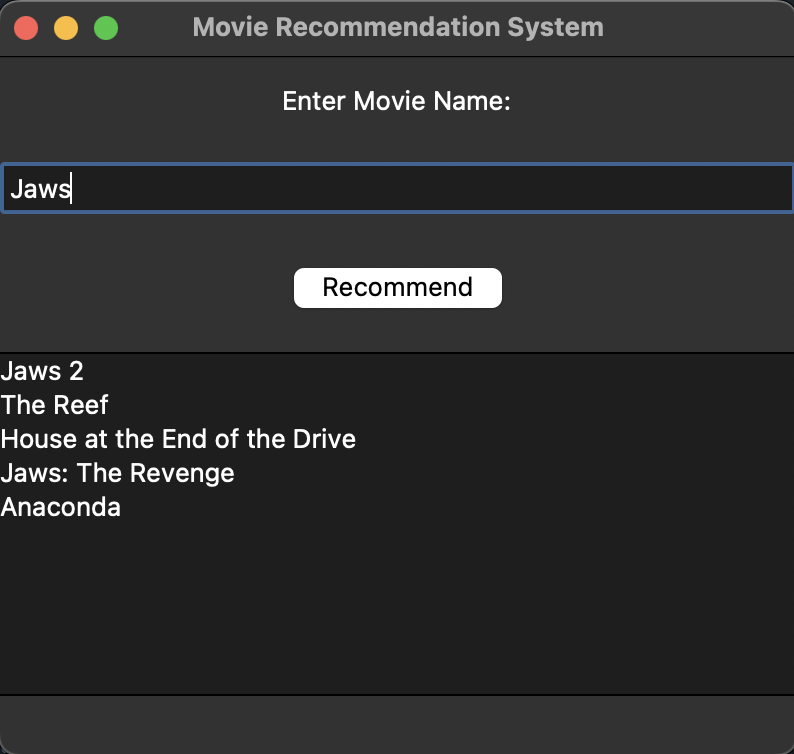 Movie Recommendation System
Enter Movie Name:
Jaws
Recommend
Jaws 2
The Reef
House at the End of the Drive
Jaws: The Revenge
Anaconda